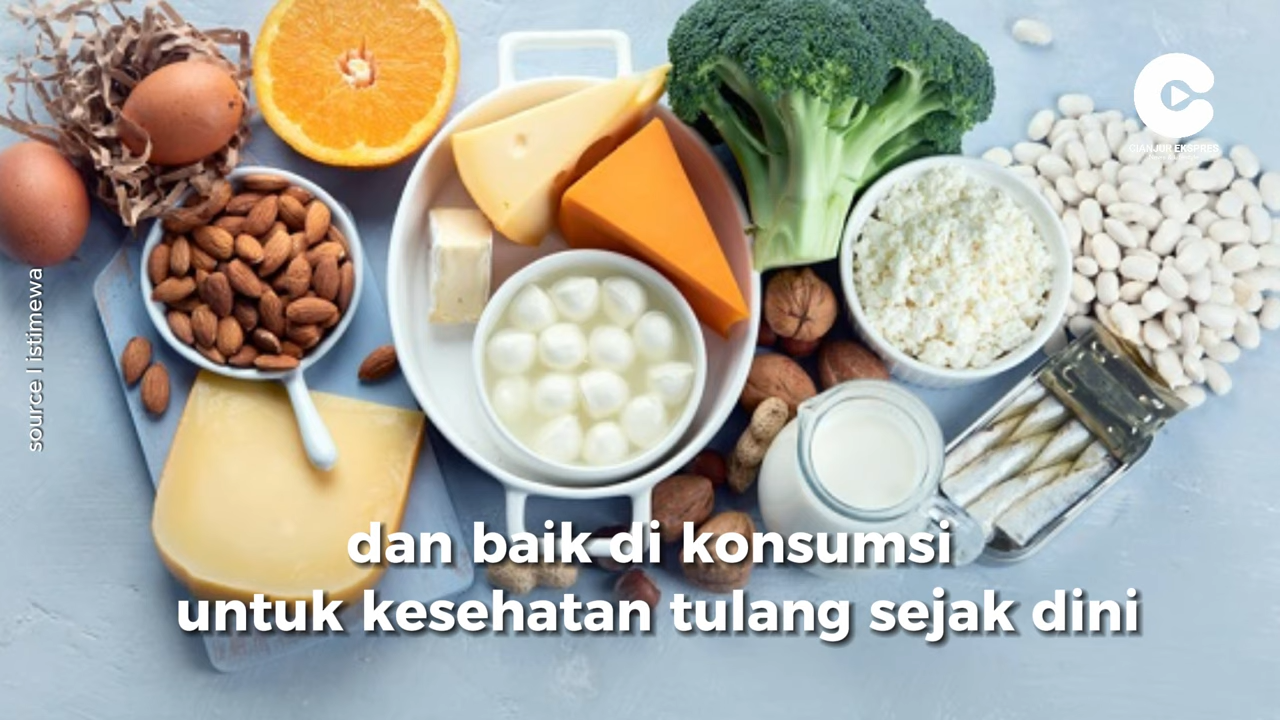 CIANJUR EKSPRES
source | istimewa
dan baik di konsumsi
untuk kesehatan tulang sejak dini